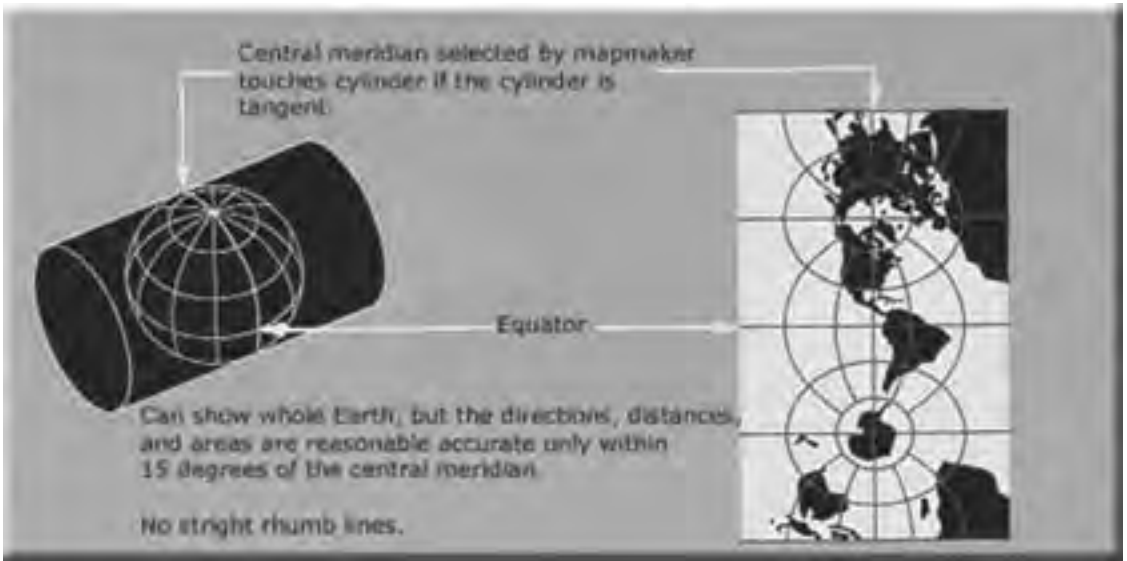 Central meridian selected by mapmaker
touches cylinder if the cylinder is
tangent.
Equator
Can show whole Earth, but the directions, distances,
and areas are reasonable accurate only within
15 degrees of the central meridian
No stright rhumb lines.